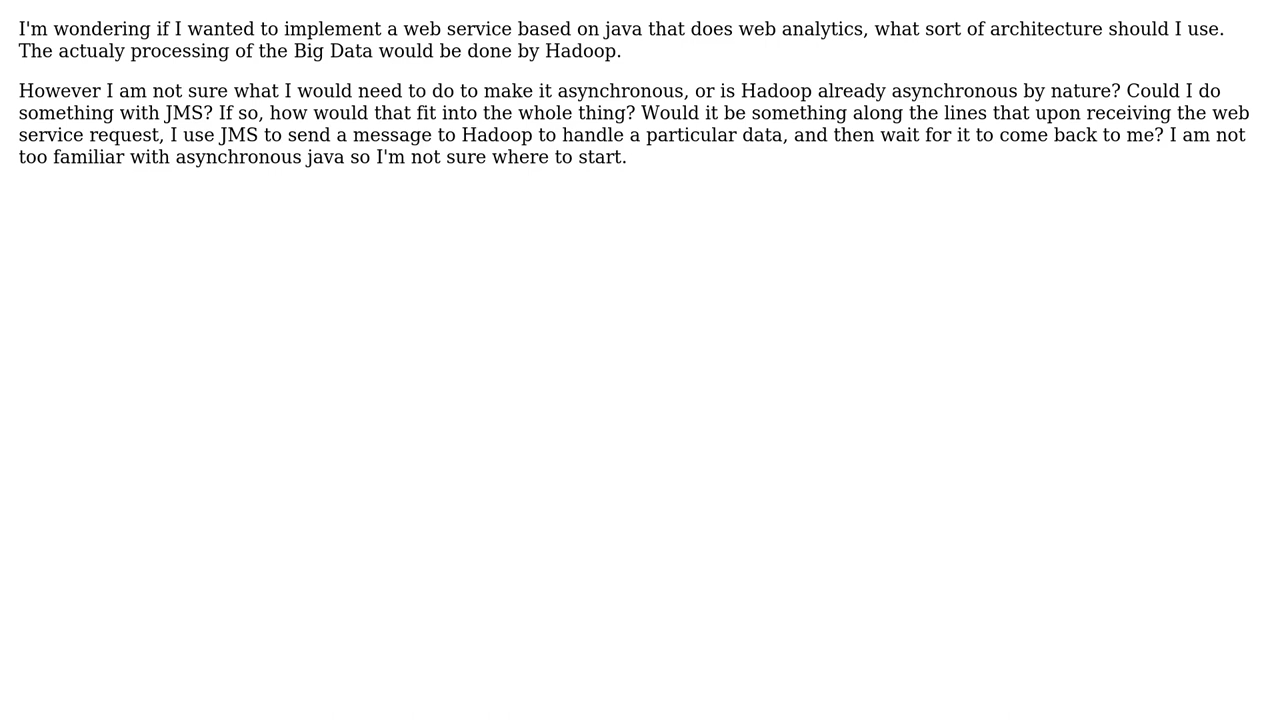 I'm wondering if I wanted to implement a web service based on java that does web analytics, what sort of architecture should I use.
The actualy processing of the Big Data would be done by Hadoop.
However I am not sure what I would need to do to make it asynchronous, or is Hadoop already asynchronous by nature? Could I do
something with JMS? If so, how would that fit into the whole thing? Would it be something along the lines that upon receiving the web
service request, I use JMS to send a message to Hadoop to handle a particular data, and then wait for it to come back to me? I am not
too familiar with asynchronous java so I'm not sure where to start.